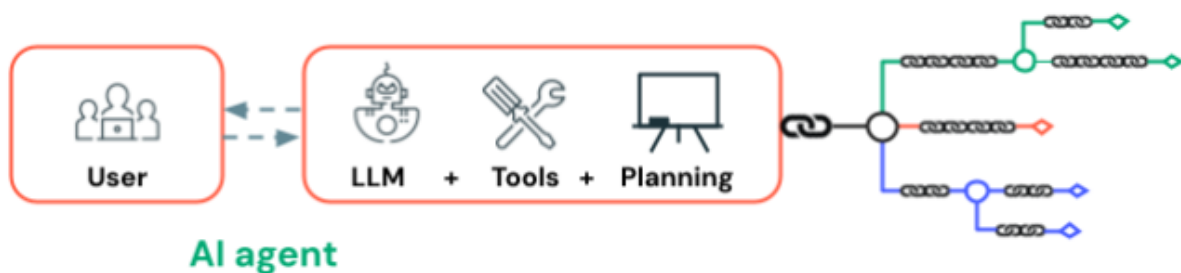 User
LLM + Tools + Planning
AI agent